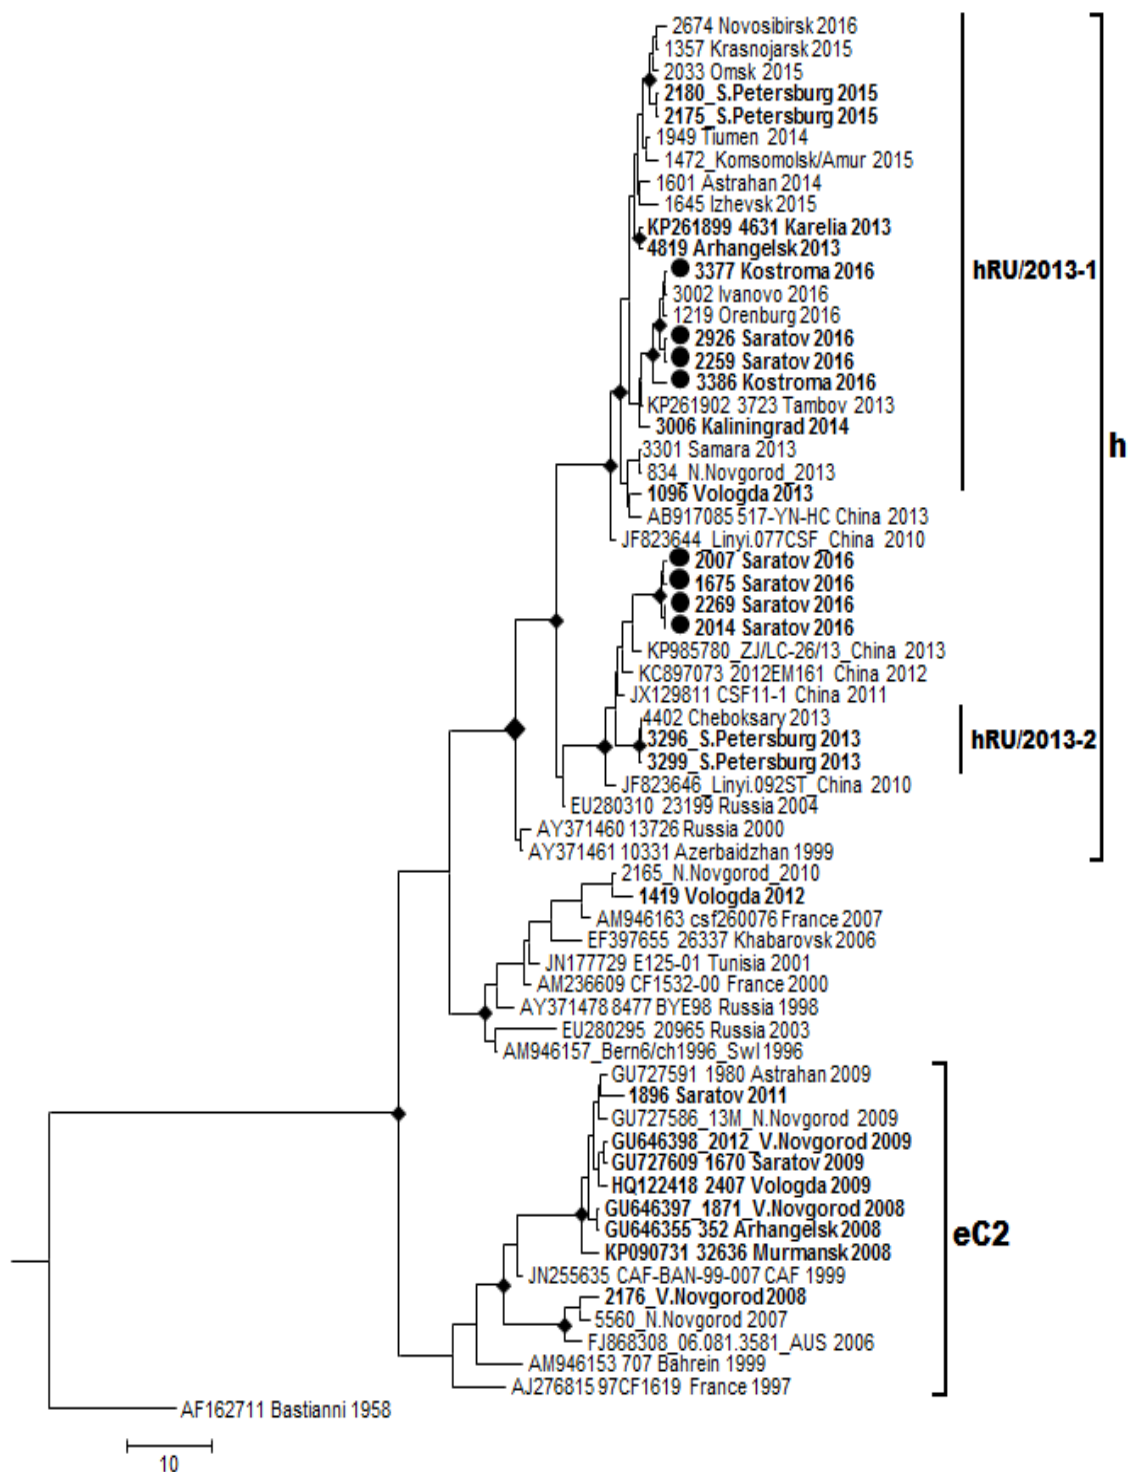 2674 Novosibirsk 2016
1357 Krasnojarsk 2015
2033 Omsk 2015
2180_S.Petersburg 2015
2175_S.Petersburg 2015
1949 Tiumen 2014
1472_Komsomolsk/Amur 2015
1601 Astrahan 2014
1645 Izhevsk 2015
KP261899 4631 Karelia 2013
4819 Arhangelsk 2013
3377 Kostroma 2016
hRU/2013-1
3002 Ivanovo 2016
1219 Orenburg 2016
2926 Saratov 2016
2259 Saratov 2016
3386 Kostroma 2016
KP261902 3723 Tambov 2013
3006 Kaliningrad 2014
h
3301 Samara 2013
834_N.Novgorod_2013
1096 Vologda 2013
AB917085 517-YN-HC China 2013
JF823644_Linyi.077CSF_China 2010
2007 Saratov 2016
1675 Saratov 2016
2269 Saratov 2016
2014 Saratov 2016
KP985780_ZJ/LC-26/13_China 2013
KC897073 2012EM161 China 2012
JX129811 CSF11-1 China 2011
4402 Cheboksary 2013
3296_S.Petersburg 2013
hRU/2013-2
3299_S.Petersburg 2013
JF823646_Linyi.092ST_China 2010
EU280310 23199 Russia 2004
AY371460 13726 Russia 2000
AY371461 10331 Azerbaidzhan 1999
2165_N.Novgorod_2010
1419 Vologda 2012
AM946163 csf260076 France 2007
EF397655 26337 Khabarovsk 2006
JN177729 E125-01 Tunisia 2001
AM236609 CF1532-00 France 2000
AY371478 8477 BYE98 Russia 1998
EU280295 20965 Russia 2003
AM946157_Bern6/ch1996_Swl 1996
GU727591 1980 Astrahan 2009
1896 Saratov 2011
GU727586_13M_N.Novgorod 2009
GU646398_2012_V.Novgorod 2009
GU727609 1670 Saratov 2009
HQ122418 2407 Vologda 2009
GU646397_1871_V.Novgorod 2008
GU646355 352 Arhangelsk 2008
eC2
KP090731 32636 Murmansk 2008
JN255635 CAF-BAN-99-007 CAF 1999
2176_V.Novgorod 2008
5560_N.Novgorod 2007
FJ868308_06.081.3581_AUS 2006
AM946153 707 Bahrein 1999
AJ276815 97CF1619 France 1997
AF162711 Bastianni 1958
10